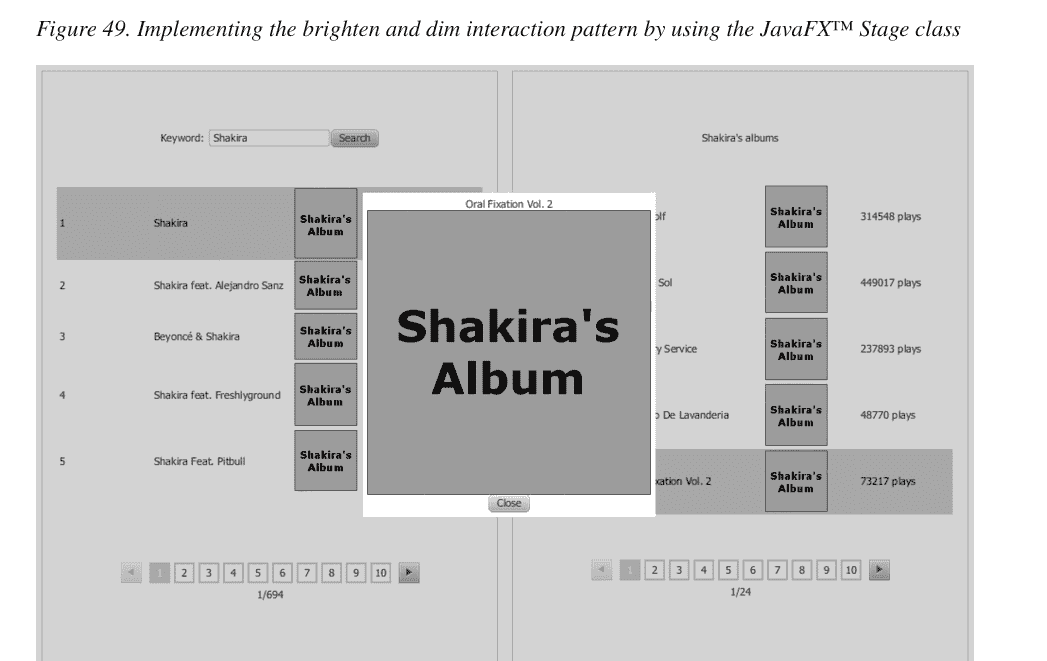 Figure 49. Implementing the brighten and dim interaction pattern by using the JavaFX™ Stage class
Keyword: Shakira Search
1 Shakira Shakira's
Album
2 Shakira feat. Alejandro Sanz Shakira's
Album
3 Beyoncé & Shakira Shakira's
Album
4 Shakira feat. Freshlyground Shakira's
Album
5 Shakira Feat. Pitbull Shakira's
Album
1 2 3 4 5 6 7 8 9 10
1/694
Oral Fixation Vol. 2
Shakira's
Album
Close
Shakira's albums
Shakira's
Album 314548 plays
Sol Shakira's
Album 449017 plays
Service Shakira's
Album 237893 plays
De Lavanderia Shakira's
Album 48770 plays
Vol. 2 Shakira's
Album 73217 plays
1 2 3 4 5 6 7 8 9 10
1/24